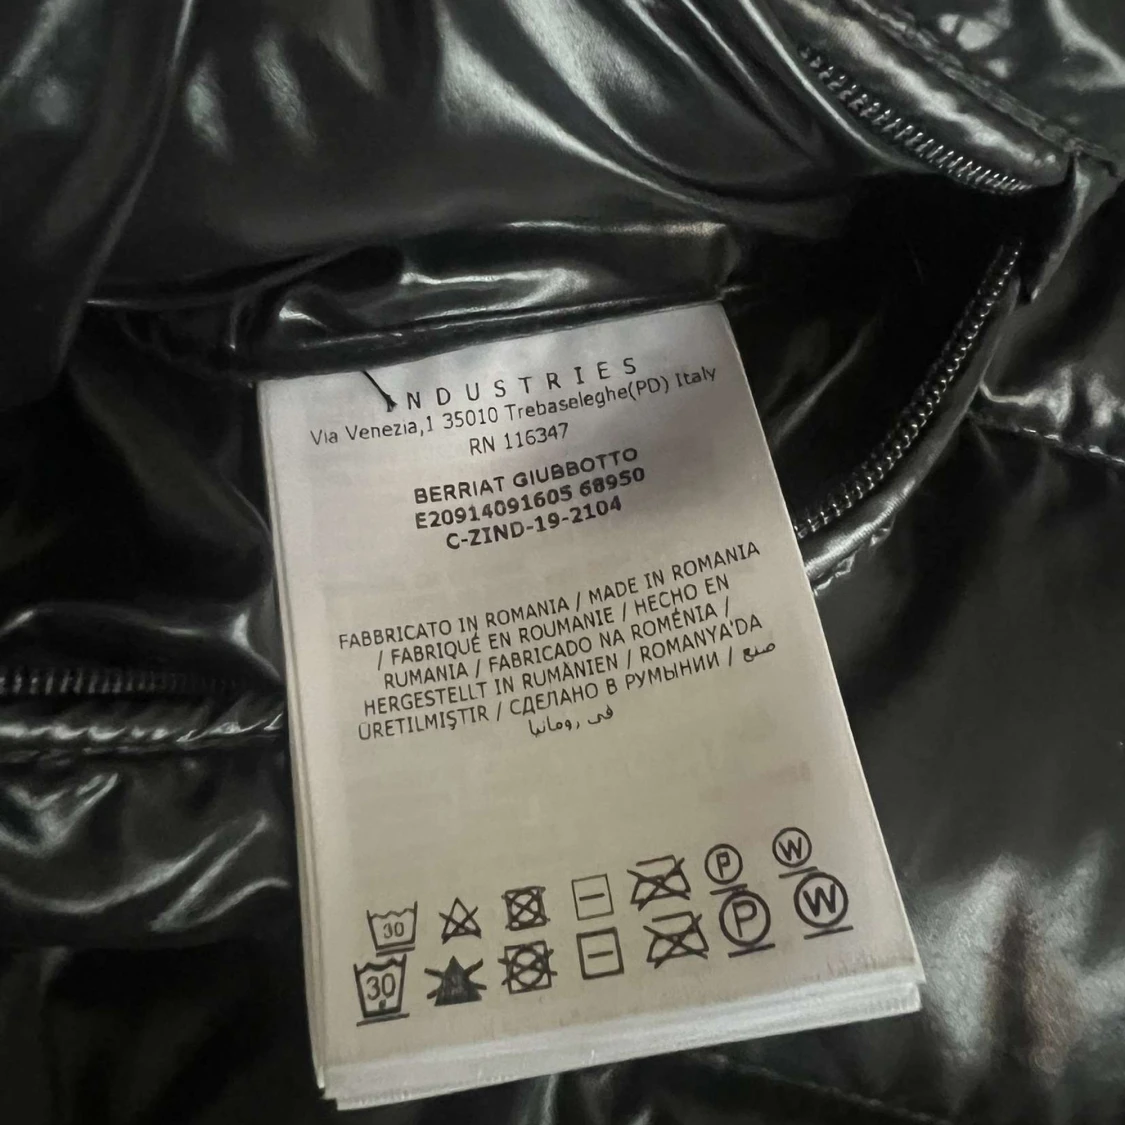 INDUSTRIES
Via Venezia,1 35010 Trebaseleghe(PD) Italy
RN 116347
BERRIAT GIUBBOTTO
E20914091605 68950
C-ZIND-19-2104
FABBRICATO IN ROMANIA / MADE IN ROMANIA
/ FABRIQUÉ EN ROUMANIE / HECHO EN
RUMANIA / FABRICADO NA ROMÉNIA /
HERGESTELLT IN RUMÄNIEN / ROMANYA'DA
ÜRETILMIŞTIR / СДЕЛАНО В РУМЫНИИ / صنع
في رومانيا
30 P W
30 P W